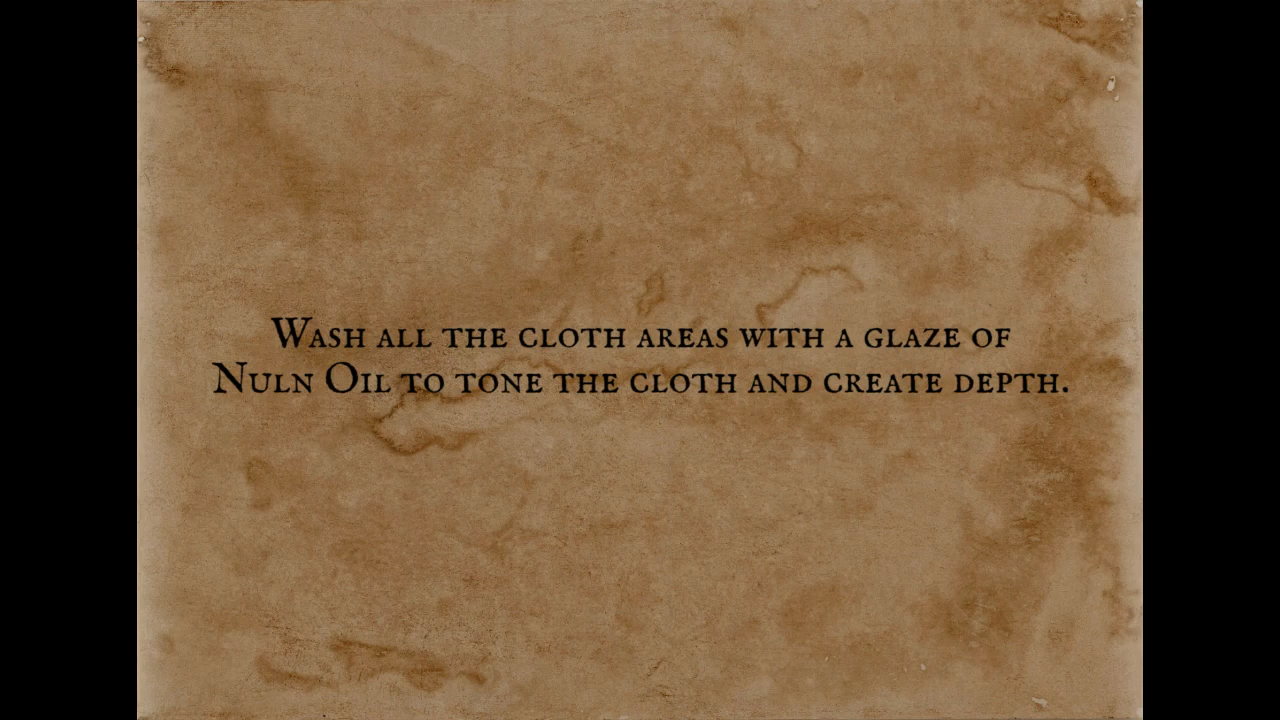 Wash all the cloth areas with a glaze of
Nuln Oil to tone the cloth and create depth.